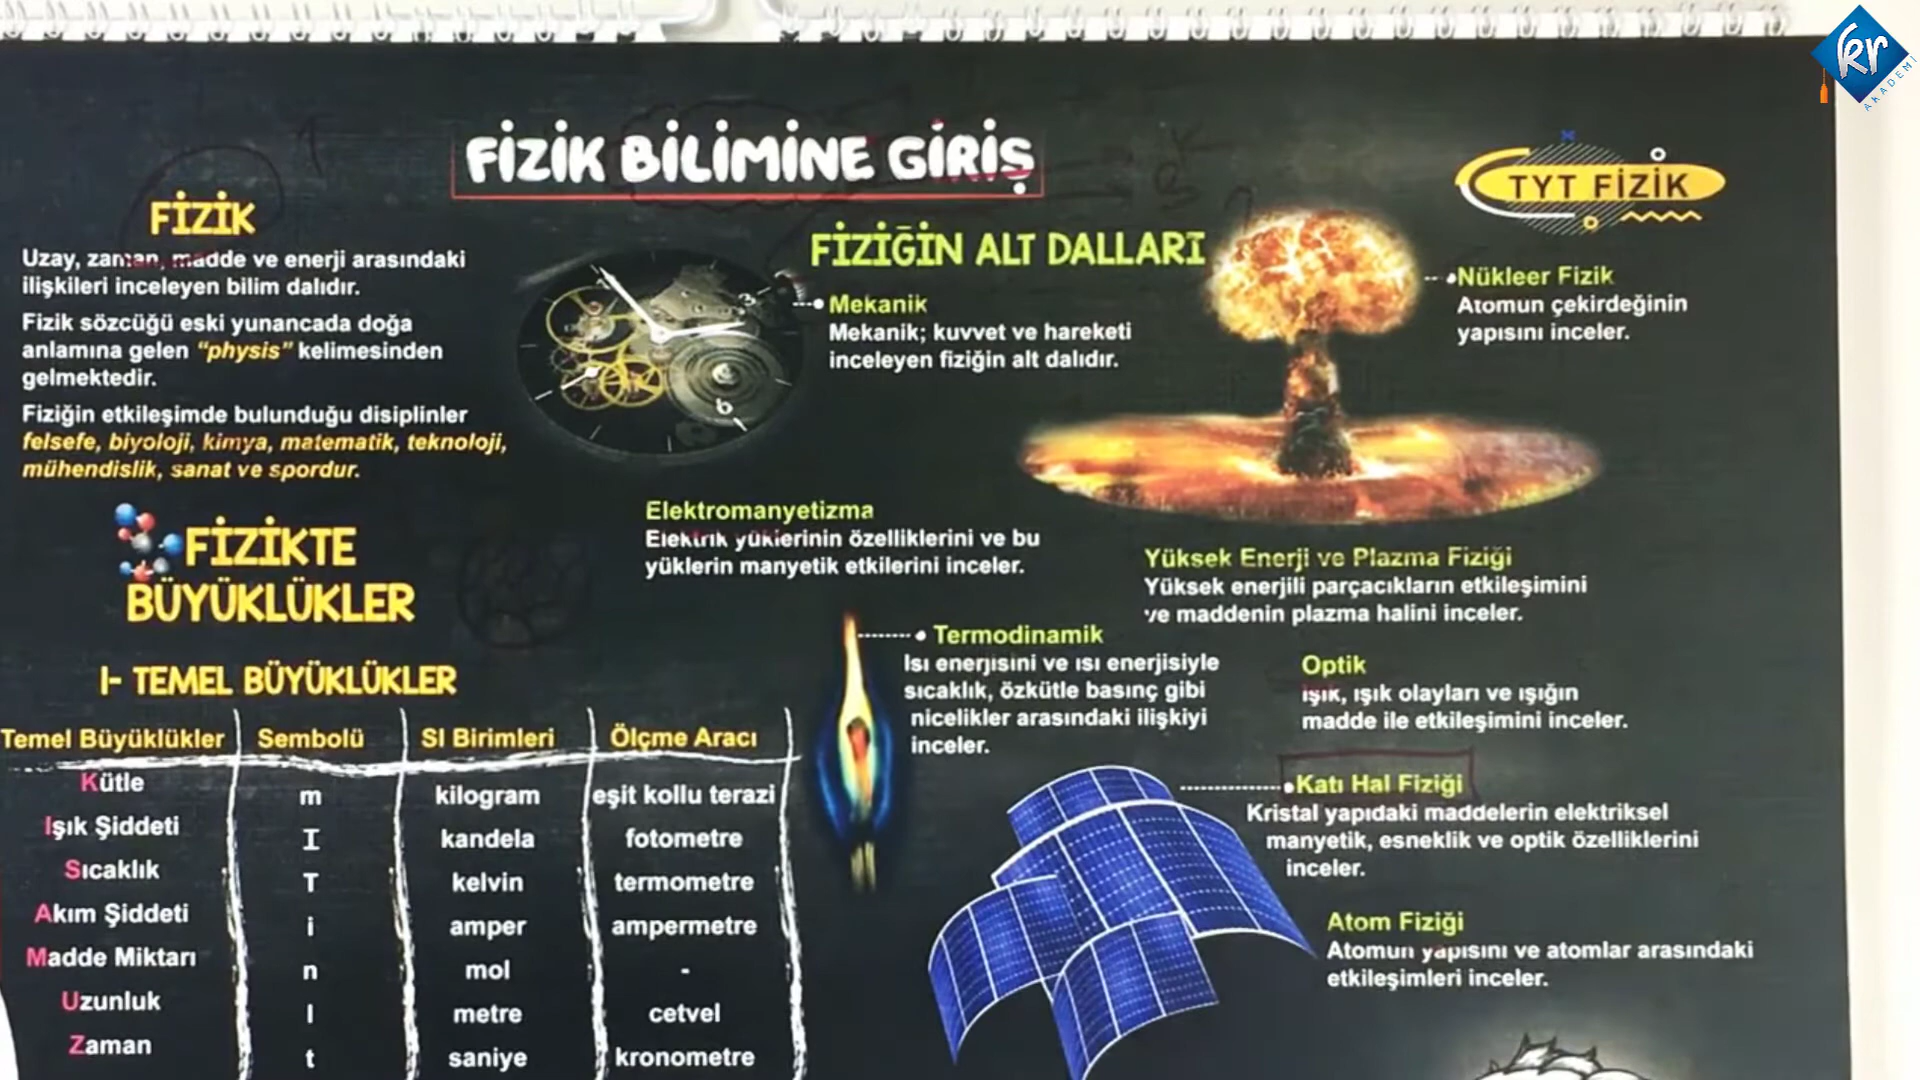 kr
AKADEMİ
FİZİK BİLİMİNE GİRİŞ
TYT FİZİK
FİZİK
Uzay, zaman, madde ve enerji arasındaki
ilişkileri inceleyen bilim dalıdır.
Fizik sözcüğü eski yunancada doğa
anlamına gelen "physis" kelimesinden
gelmektedir.
Fiziğin etkileşimde bulunduğu disiplinler
felsefe, biyoloji, kimya, matematik, teknoloji,
mühendislik, sanat ve spordur.
FİZİĞİN ALT DALLARI
Mekanik
Mekanik; kuvvet ve hareketi
inceleyen fiziğin alt dalıdır.
Nükleer Fizik
Atomun çekirdeğinin
yapısını inceler.
Elektromanyetizma
Elektrik yüklerinin özelliklerini ve bu
yüklerin manyetik etkilerini inceler.
Yüksek Enerji ve Plazma Fiziği
Yüksek enerjili parçacıkların etkileşimini
ve maddenin plazma halini inceler.
Termodinamik
Isı enerjisini ve ısı enerjisiyle
sıcaklık, özkütle basınç gibi
nicelikler arasındaki ilişkiyi
inceler.
Optik
Işık, ışık olayları ve ışığın
madde ile etkileşimini inceler.
Katı Hal Fiziği
Kristal yapıdaki maddelerin elektriksel
manyetik, esneklik ve optik özelliklerini
inceler.
Atom Fiziği
Atomun yapısını ve atomlar arasındaki
etkileşimleri inceler.
FİZİKTE
BÜYÜKLÜKLER
I- TEMEL BÜYÜKLÜKLER
Temel Büyüklükler Sembolü SI Birimleri Ölçme Aracı
Kütle m kilogram eşit kollu terazi
Işık Şiddeti I kandela fotometre
Sıcaklık T kelvin termometre
Akım Şiddeti i amper ampermetre
Madde Miktarı n mol -
Uzunluk l metre cetvel
Zaman t saniye kronometre